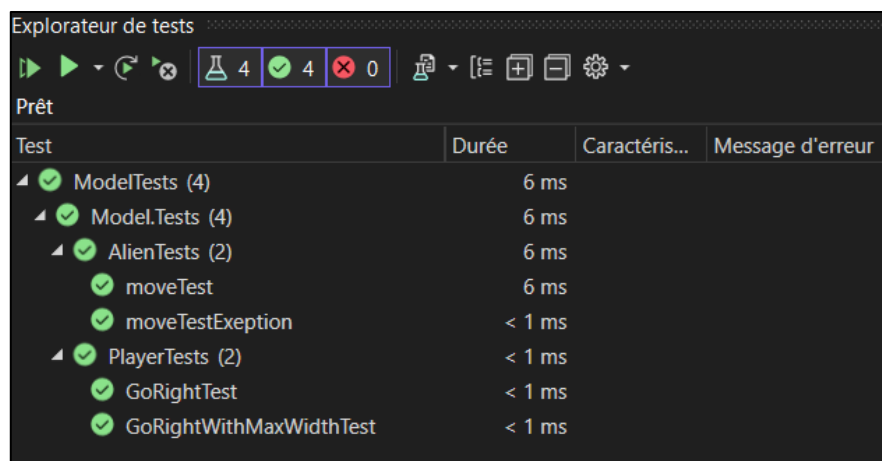 Explorateur de tests
4 4 0
Prêt
Test Durée Caractéris... Message d'erreur
ModelTests (4) 6 ms
Model.Tests (4) 6 ms
AlienTests (2) 6 ms
moveTest 6 ms
moveTestExeption < 1 ms
PlayerTests (2) < 1 ms
GoRightTest < 1 ms
GoRightWithMaxWidthTest < 1 ms